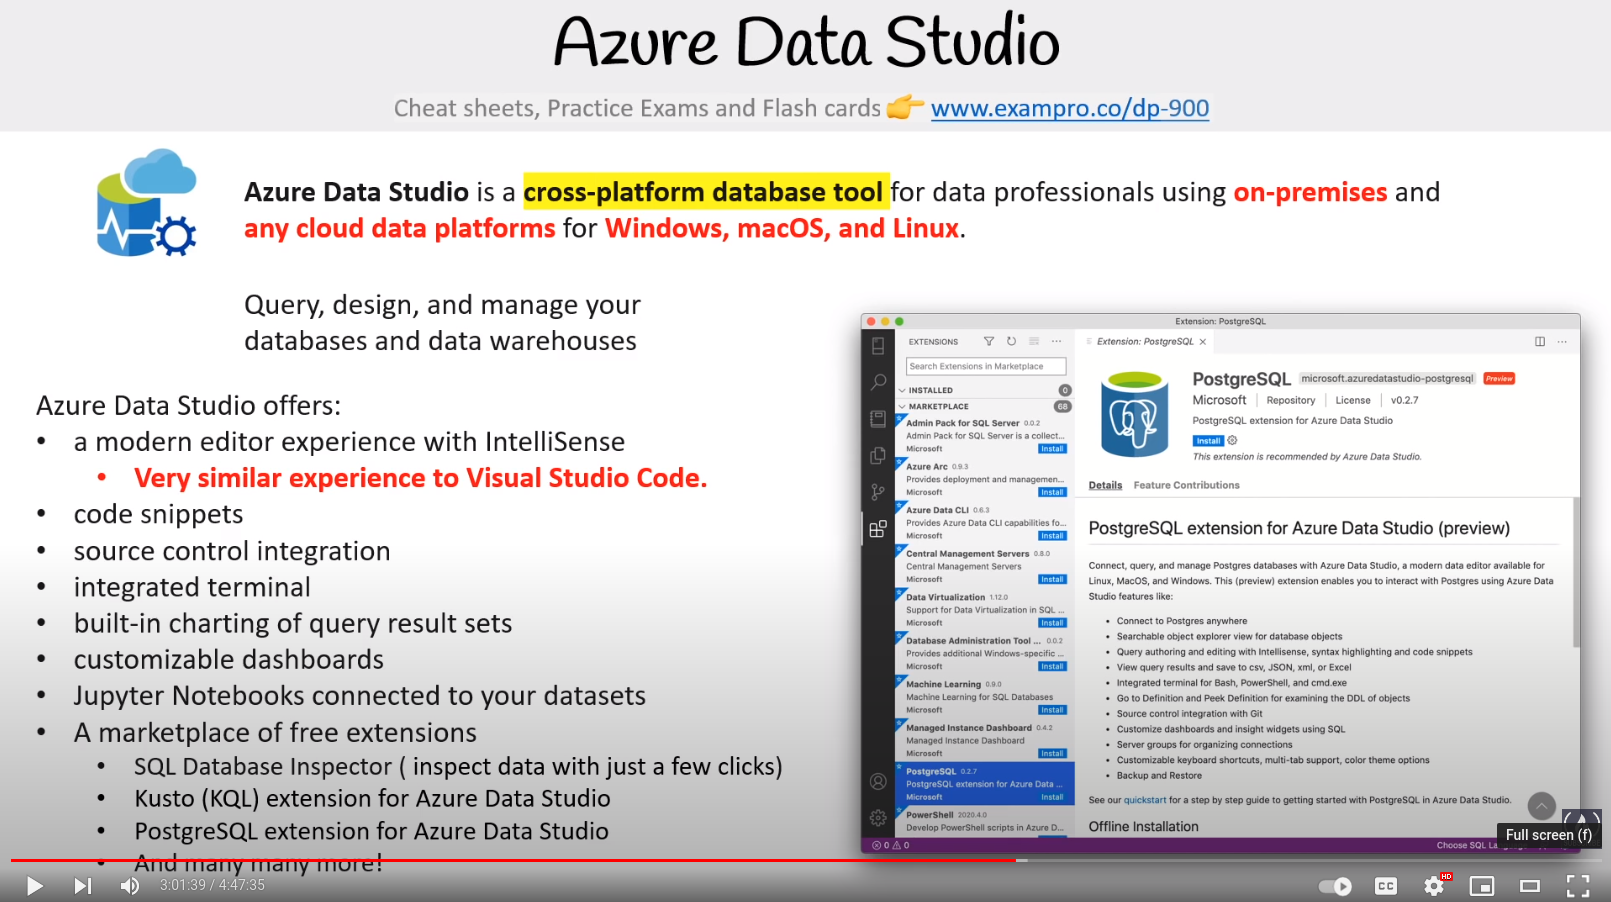 Azure Data Studio
Cheat sheets, Practice Exams and Flash cards 👉 www.exampro.co/dp-900
Azure Data Studio is a cross-platform database tool for data professionals using on-premises and
any cloud data platforms for Windows, macOS, and Linux.
Query, design, and manage your
databases and data warehouses
Azure Data Studio offers:
• a modern editor experience with IntelliSense
• Very similar experience to Visual Studio Code.
• code snippets
• source control integration
• integrated terminal
• built-in charting of query result sets
• customizable dashboards
• Jupyter Notebooks connected to your datasets
• A marketplace of free extensions
• SQL Database Inspector ( inspect data with just a few clicks)
• Kusto (KQL) extension for Azure Data Studio
• PostgreSQL extension for Azure Data Studio
• And many many more!
Extension: PostgreSQL
EXTENSIONS
Search Extensions in Marketplace
INSTALLED 0
MARKETPLACE 68
Admin Pack for SQL Server 0.0.2
Admin Pack for SQL Server is a collect...
Microsoft Install
Azure Arc 0.9.3
Provides deployment and managemen...
Microsoft Install
Azure Data CLI 0.6.3
Provides Azure Data CLI capabilities fo...
Microsoft Install
Central Management Servers 0.8.0
Central Management Servers
Microsoft Install
Data Virtualization 1.12.0
Support for Data Virtualization in SQL ...
Microsoft Install
Database Administration Tool ... 0.0.2
Provides additional Windows-specific ...
Microsoft Install
Machine Learning 0.9.0
Machine Learning for SQL Databases
Microsoft Install
Managed Instance Dashboard 0.4.2
Managed Instance Dashboard
Microsoft Install
PostgreSQL 0.2.7
PostgreSQL extension for Azure Data ...
Microsoft Install
PowerShell 2020.4.0
Develop PowerShell scripts in Azure D...
Extension: PostgreSQL ×
PostgreSQL microsoft.azuredatastudio-postgresql Preview
Microsoft | Repository | License | v0.2.7
PostgreSQL extension for Azure Data Studio
Install
This extension is recommended by Azure Data Studio.
Details Feature Contributions
PostgreSQL extension for Azure Data Studio (preview)
Connect, query, and manage Postgres databases with Azure Data Studio, a modern data editor available for
Linux, MacOS, and Windows. This (preview) extension enables you to interact with Postgres using Azure Data
Studio features like:
• Connect to Postgres anywhere
• Searchable object explorer view for database objects
• Query authoring and editing with Intellisense, syntax highlighting and code snippets
• View query results and save to csv, JSON, xml, or Excel
• Integrated terminal for Bash, PowerShell, and cmd.exe
• Go to Definition and Peek Definition for examining the DDL of objects
• Source control integration with Git
• Customize dashboards and insight widgets using SQL
• Server groups for organizing connections
• Customizable keyboard shortcuts, multi-tab support, color theme options
• Backup and Restore
See our quickstart for a step by step guide to getting started with PostgreSQL in Azure Data Studio.
Offline Installation
0 0
Choose SQL
Full screen (f)
3:01:39 / 4:47:35
CC
HD